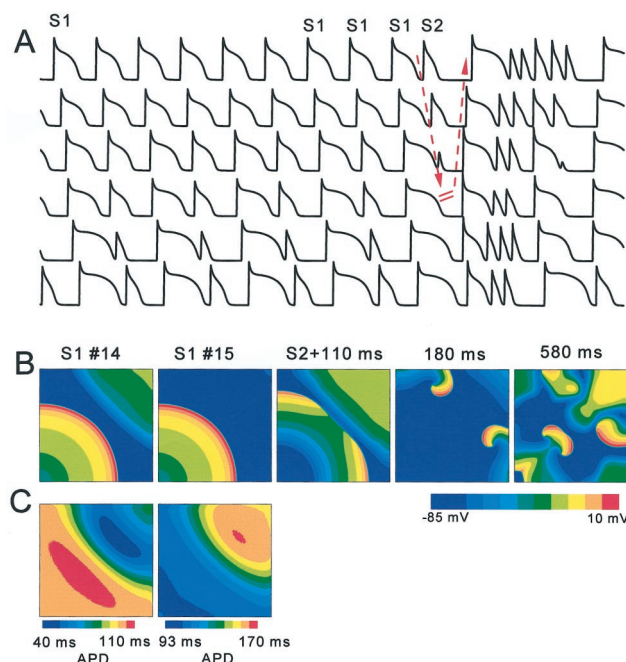 A
S1 S1 S1 S1 S2
B
S1 #14 S1 #15 S2+110 ms 180 ms 580 ms
-85 mV 10 mV
C
40 ms 110 ms 93 ms 170 ms
APD APD